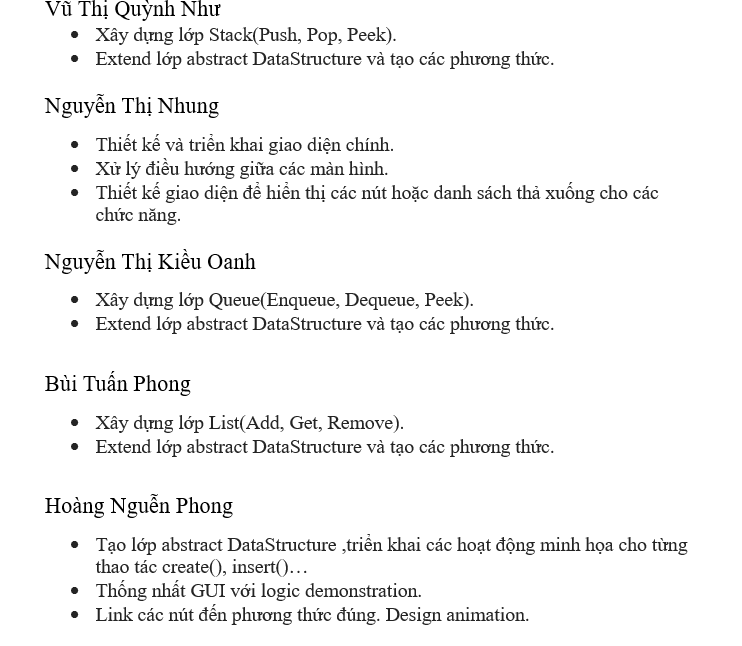 Vũ Thị Quỳnh Như
• Xây dựng lớp Stack(Push, Pop, Peek).
• Extend lớp abstract DataStructure và tạo các phương thức.
Nguyễn Thị Nhung
• Thiết kế và triển khai giao diện chính.
• Xử lý điều hướng giữa các màn hình.
• Thiết kế giao diện để hiển thị các nút hoặc danh sách thả xuống cho các
chức năng.
Nguyễn Thị Kiều Oanh
• Xây dựng lớp Queue(Enqueue, Dequeue, Peek).
• Extend lớp abstract DataStructure và tạo các phương thức.
Bùi Tuấn Phong
• Xây dựng lớp List(Add, Get, Remove).
• Extend lớp abstract DataStructure và tạo các phương thức.
Hoàng Nguễn Phong
• Tạo lớp abstract DataStructure ,triển khai các hoạt động minh họa cho từng
thao tác create(), insert()…
• Thống nhất GUI với logic demonstration.
• Link các nút đến phương thức đúng. Design animation.